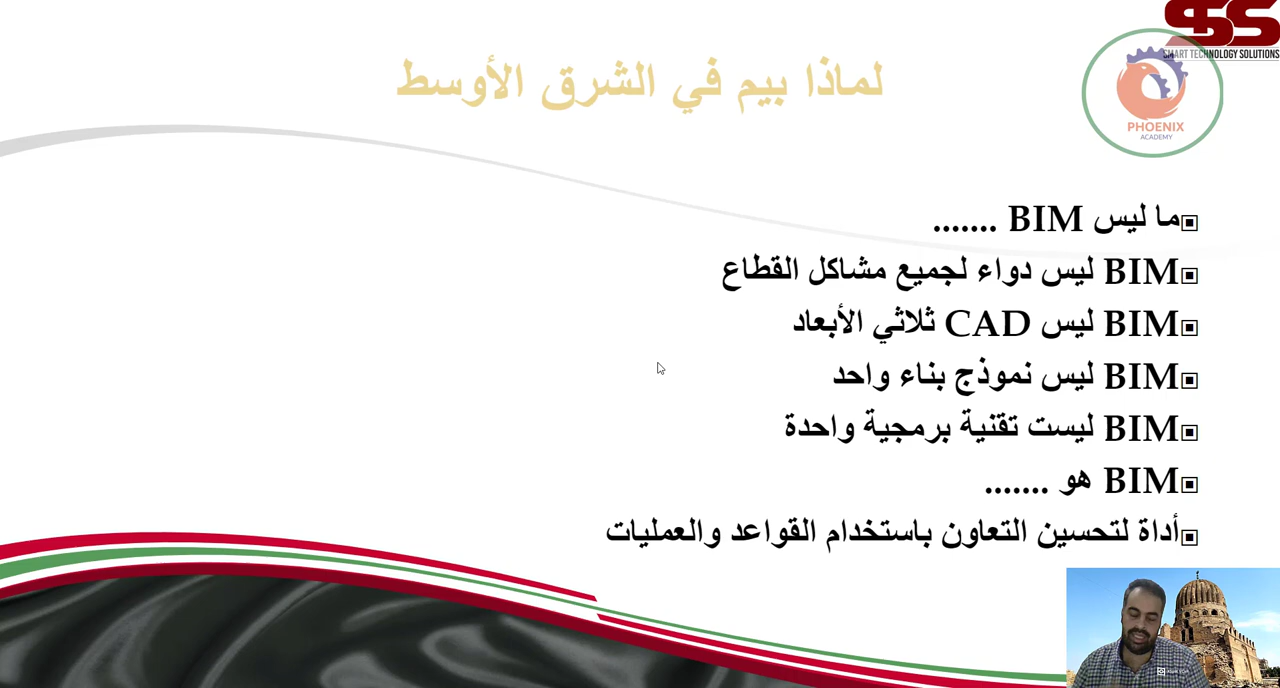 لماذا بيم في الشرق الأوسط
SMART TECHNOLOGY SOLUTIONS
PHOENIX
ACADEMY
ما ليس BIM .......
BIM ليس دواء لجميع مشاكل القطاع
BIM ليس CAD ثلاثي الأبعاد
BIM ليس نموذج بناء واحد
BIM ليست تقنية برمجية واحدة
BIM هو .......
أداة لتحسين التعاون باستخدام القواعد والعمليات